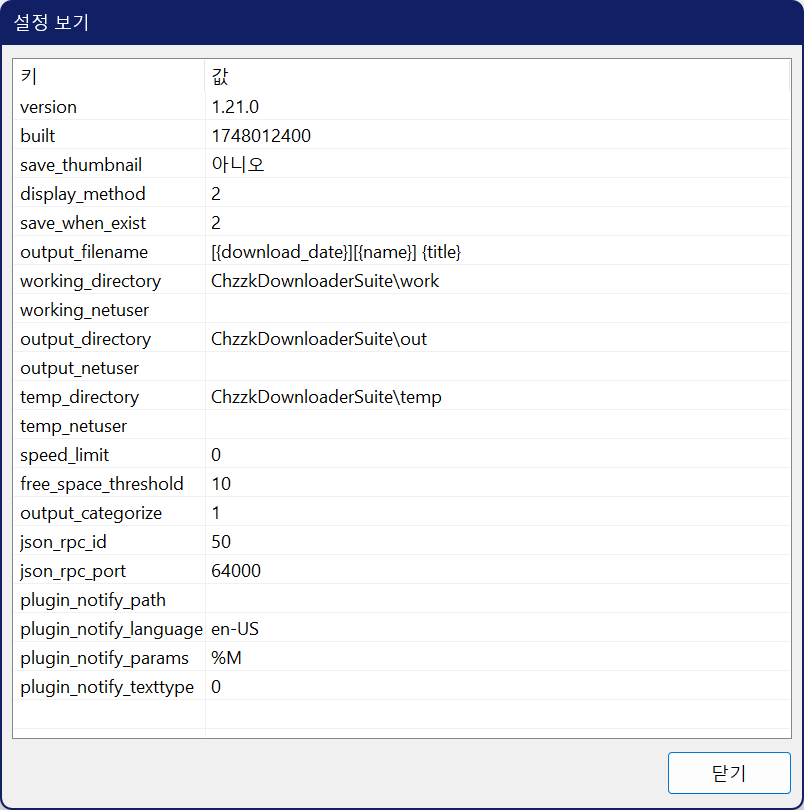 설정 보기
키 값
version 1.21.0
built 1748012400
save_thumbnail 아니오
display_method 2
save_when_exist 2
output_filename [{download_date}][{name}] {title}
working_directory ChzzkDownloaderSuite\work
working_netuser
output_directory ChzzkDownloaderSuite\out
output_netuser
temp_directory ChzzkDownloaderSuite\temp
temp_netuser
speed_limit 0
free_space_threshold 10
output_categorize 1
json_rpc_id 50
json_rpc_port 64000
plugin_notify_path
plugin_notify_language en-US
plugin_notify_params %M
plugin_notify_texttype 0
닫기